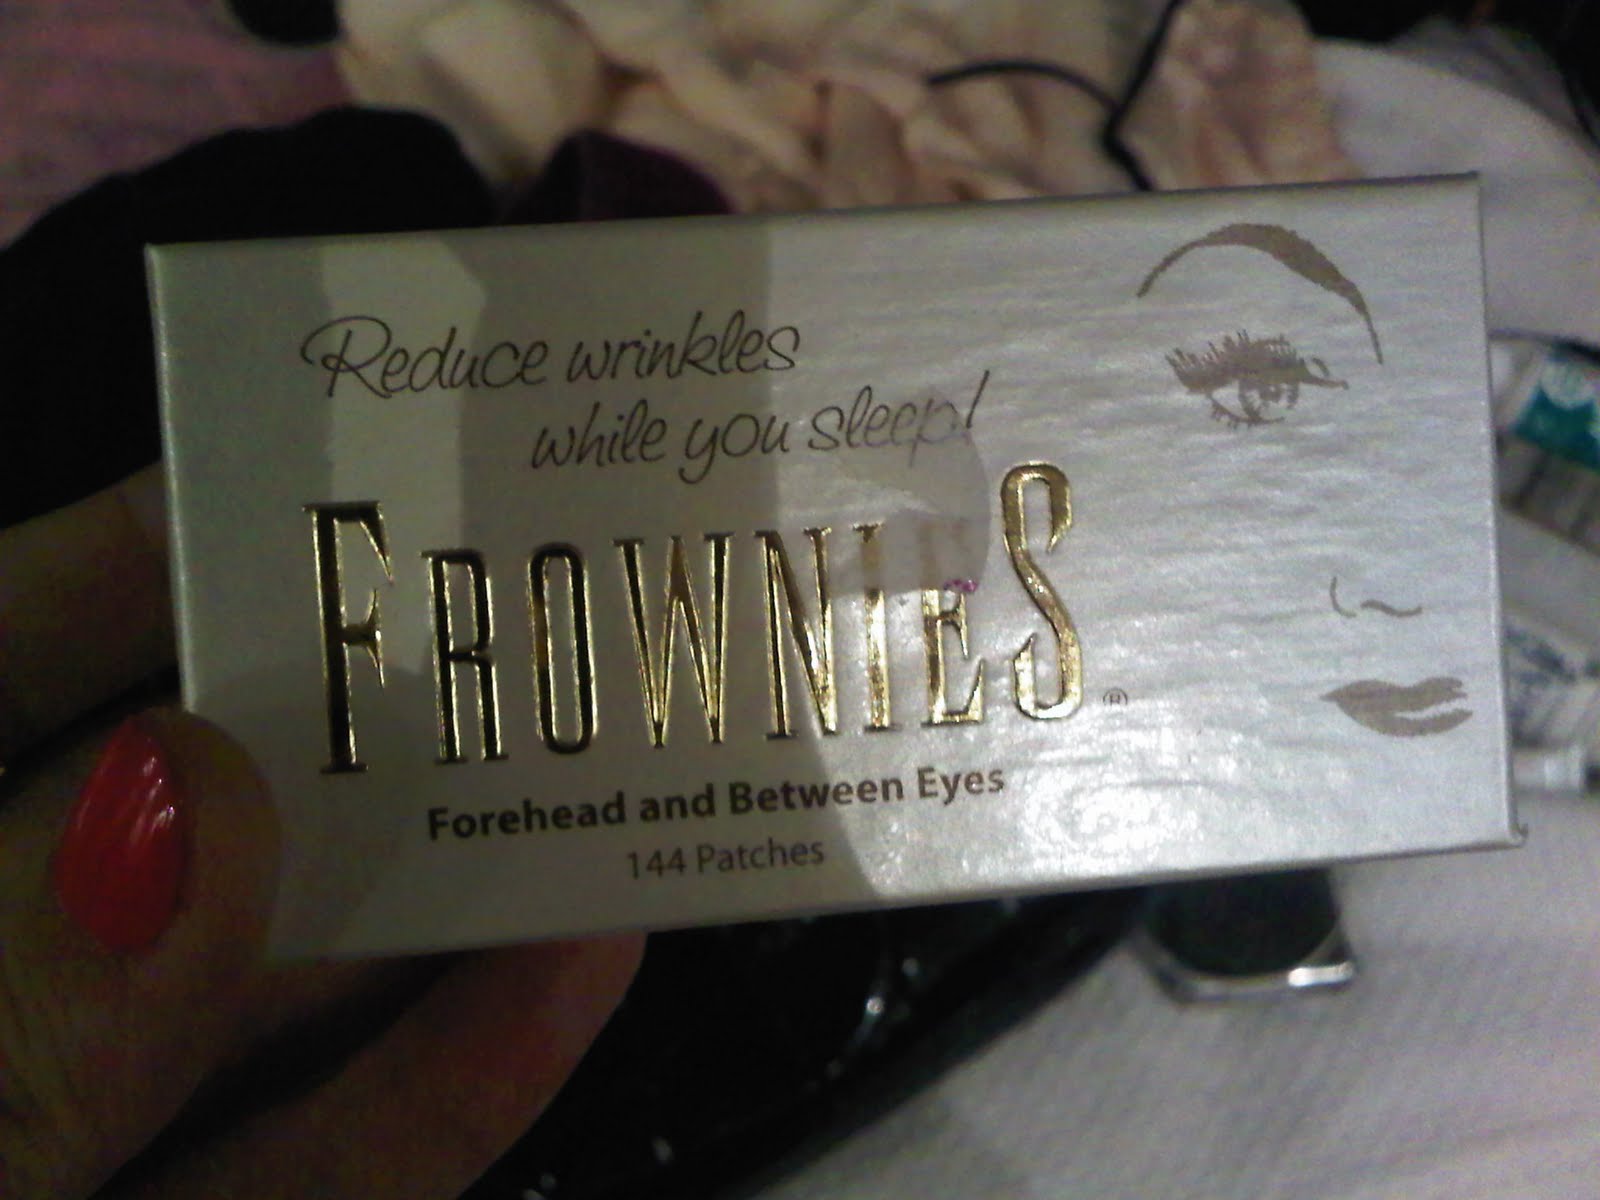 Reduce wrinkles
while you sleep!
FROWNIES®
Forehead and Between Eyes
144 Patches